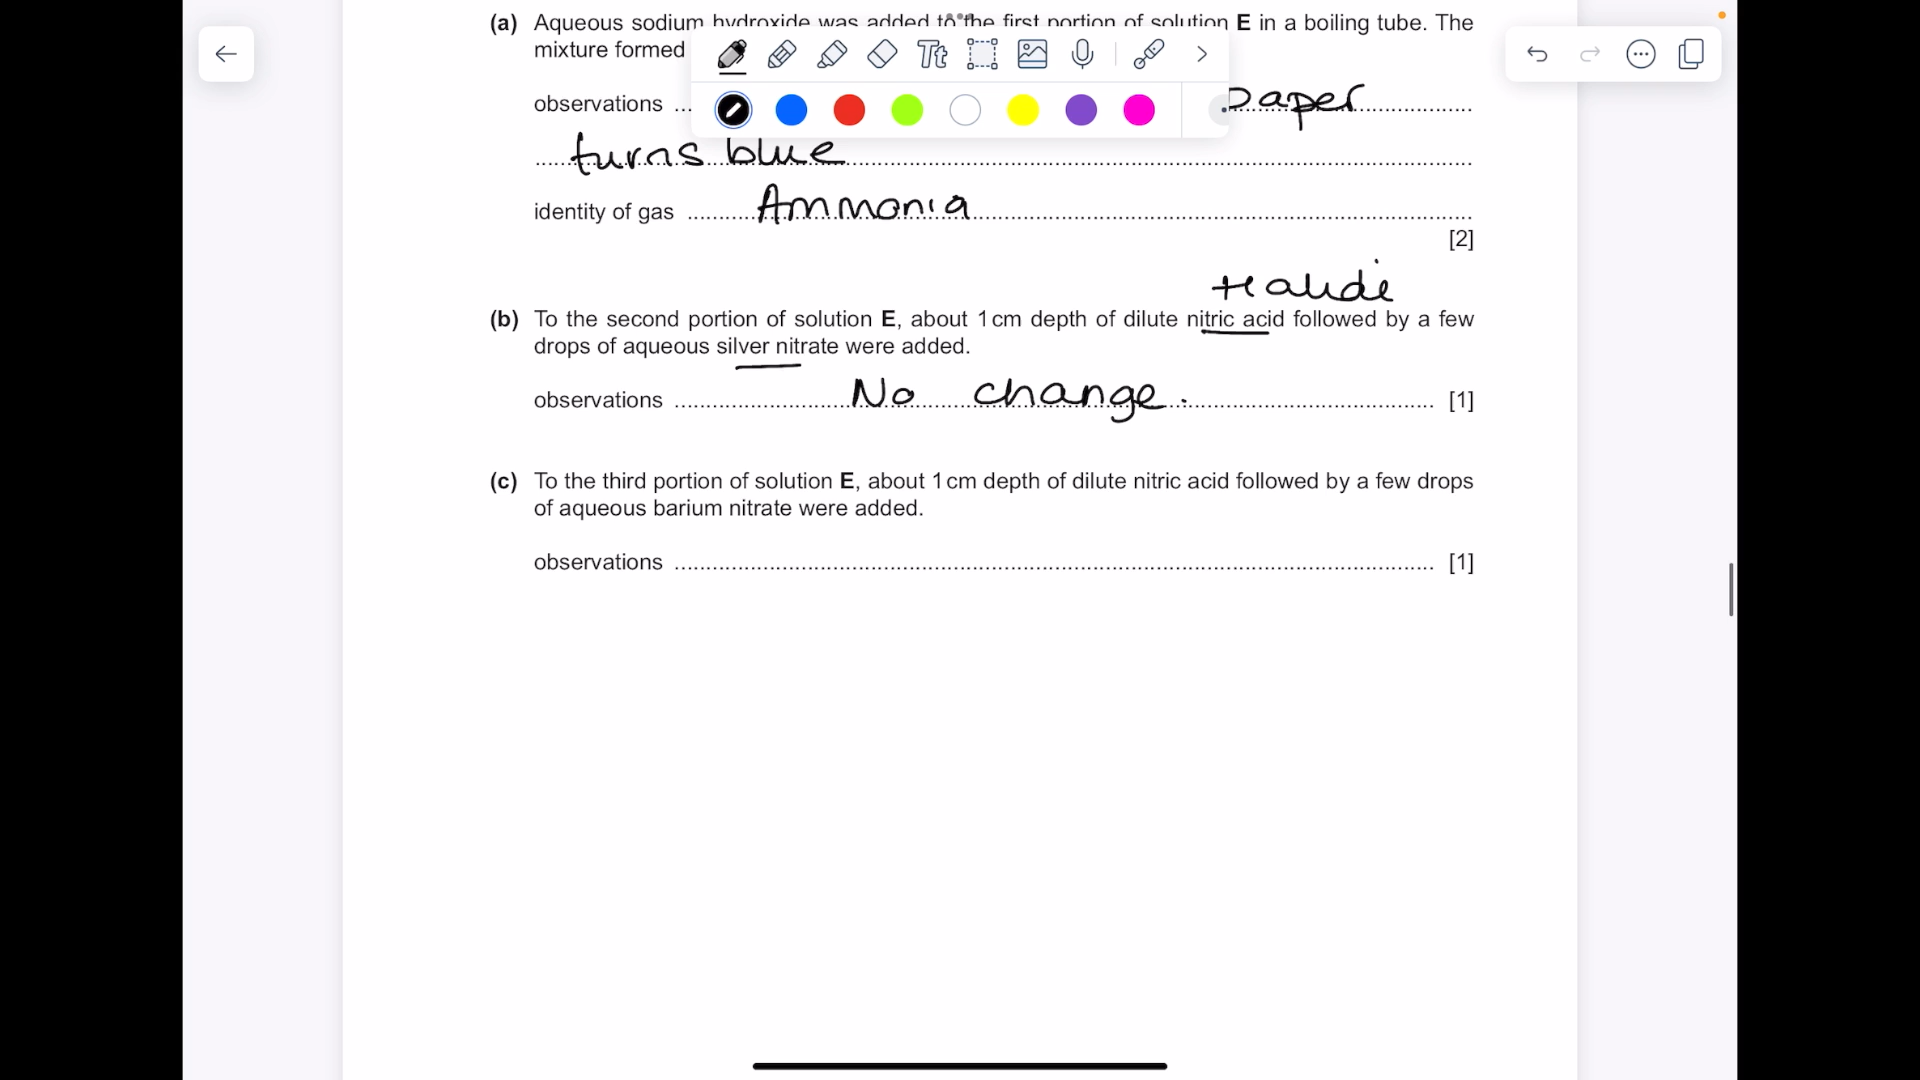 (a) Aqueous sodium hydroxide was added to the first portion of solution E in a boiling tube. The
mixture formed
Tt
observations ... paper
turns blue
identity of gas Ammonia
[2]
Halide
(b) To the second portion of solution E, about 1 cm depth of dilute nitric acid followed by a few
drops of aqueous silver nitrate were added.
observations No change. [1]
(c) To the third portion of solution E, about 1 cm depth of dilute nitric acid followed by a few drops
of aqueous barium nitrate were added.
observations ........ [1]